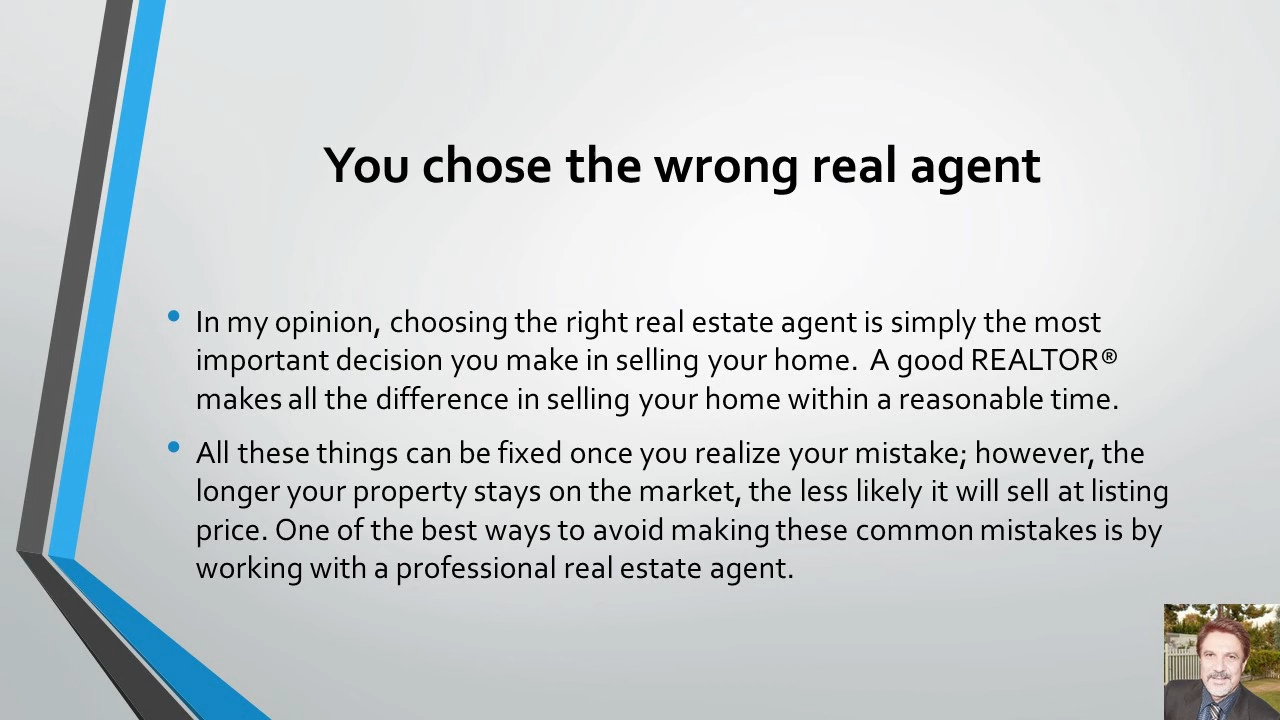 You chose the wrong real agent
• In my opinion, choosing the right real estate agent is simply the most
important decision you make in selling your home.  A good REALTOR®
makes all the difference in selling your home within a reasonable time.
• All these things can be fixed once you realize your mistake; however, the
longer your property stays on the market, the less likely it will sell at listing
price. One of the best ways to avoid making these common mistakes is by
working with a professional real estate agent.